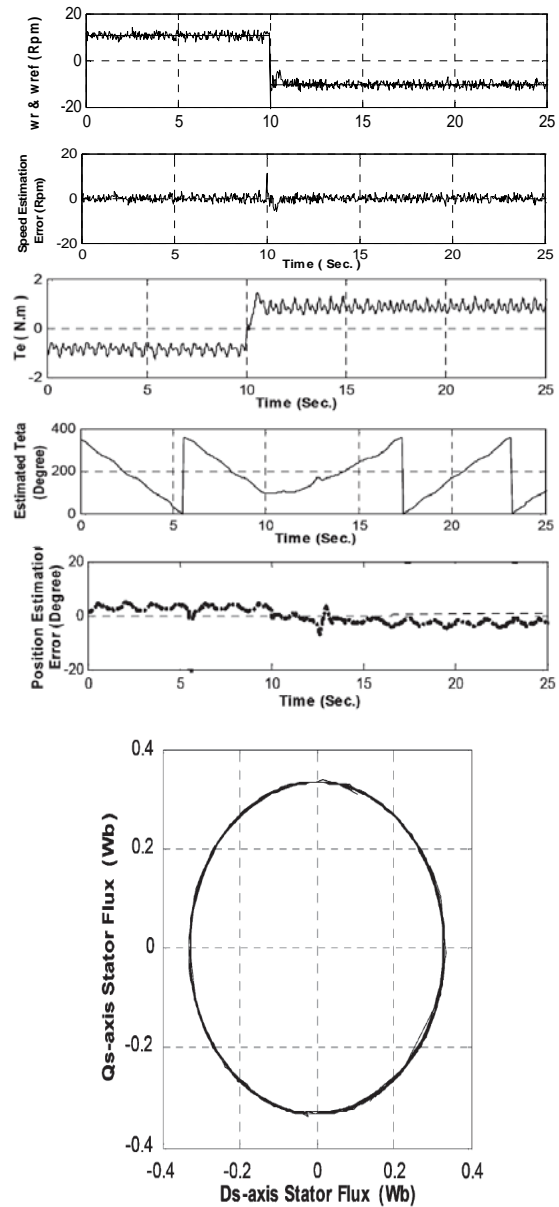 wr & wref (Rpm)
20
0
-20
0 5 10 15 20 25
Speed Estimation
Error (Rpm)
20
0
-20
0 5 10 15 20 25
Time ( Sec.)
Te ( N.m )
2
0
-2
0 5 10 15 20 25
Time (Sec.)
Estimated Teta
(Degree)
400
200
0
0 5 10 15 20 25
Time (Sec.)
Position Estimation
Error (Degree)
20
0
-20
0 5 10 15 20 25
Time (Sec.)
Qs-axis Stator Flux (Wb)
0.4
0.2
0
-0.2
-0.4
-0.4 -0.2 0 0.2 0.4
Ds-axis Stator Flux (Wb)